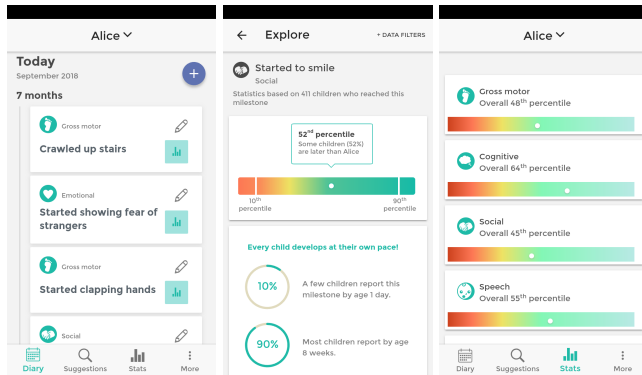 Alice
Today
September 2018
7 months
Gross motor
Crawled up stairs
Emotional
Started showing fear of
strangers
Gross motor
Started clapping hands
Social
Diary
Suggestions
Stats
More
Explore
+ DATA FILTERS
Started to smile
Social
Statistics based on 411 children who reached this
milestone
52nd percentile
Some children (52%)
are later than Alice
10th
percentile
90th
percentile
Every child develops at their own pace!
10%
A few children report this
milestone by age 1 day.
90%
Most children report by age
8 weeks.
Alice
Gross motor
Overall 48th percentile
Cognitive
Overall 64th percentile
Social
Overall 45th percentile
Speech
Overall 55th percentile
Diary
Suggestions
Stats
More